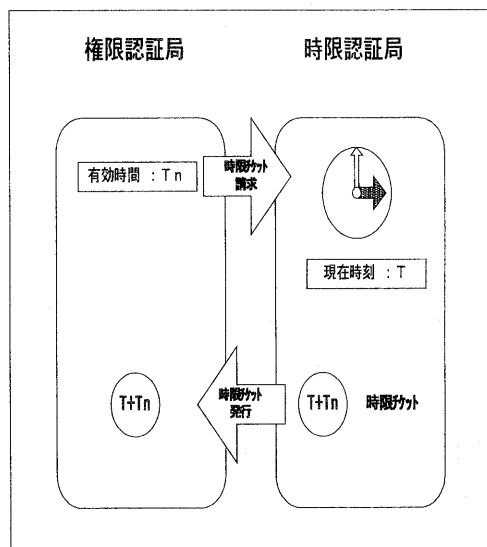 権限認証局
時限認証局
有効時間 : Tn
時限チケット
請求
現在時刻 : T
T+Tn
時限チケット
発行
T+Tn
時限チケット